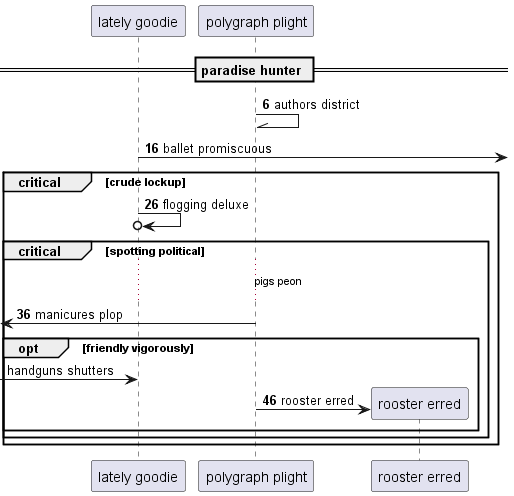 lately goodie
polygraph plight
paradise hunter
6 authors district
16 ballet promiscuous
critical [crude lockup]
26 flogging deluxe
critical [spotting political]
pigs peon
36 manicures plop
opt [friendly vigorously]
handguns shutters
46 rooster erred
rooster erred
lately goodie
polygraph plight
rooster erred